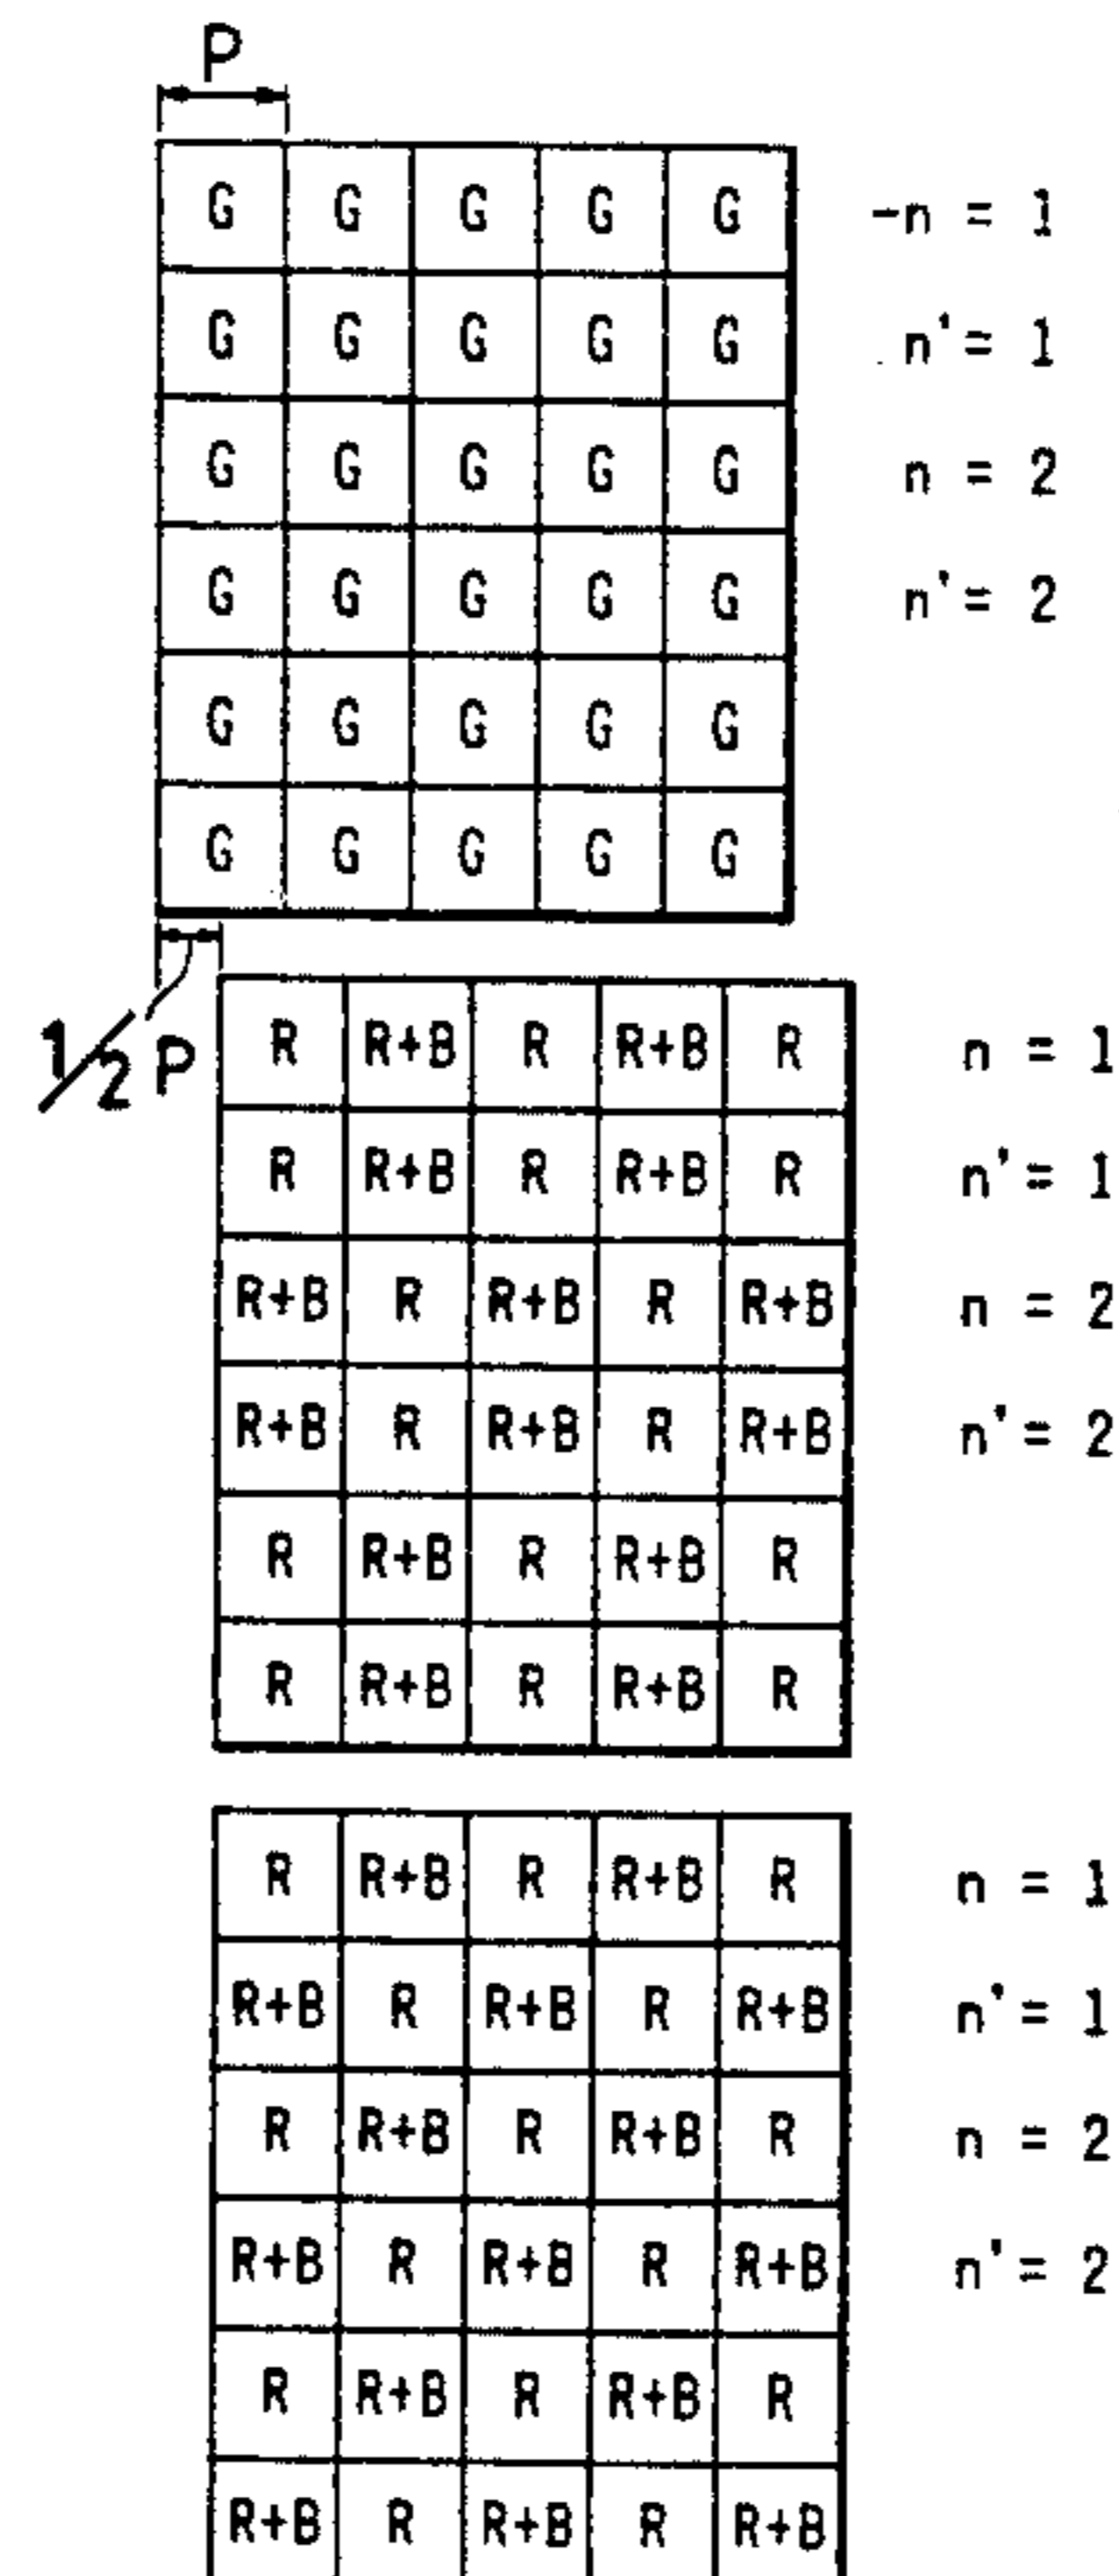 P
G G G G G -n = 1
G G G G G n' = 1
G G G G G n = 2
G G G G G n' = 2
G G G G G
G G G G G
1/2 P
R R+B R R+B R n = 1
R R+B R R+B R n' = 1
R+B R R+B R R+B n = 2
R+B R R+B R R+B n' = 2
R R+B R R+B R
R R+B R R+B R
R R+B R R+B R n = 1
R+B R R+B R R+B n' = 1
R R+B R R+B R n = 2
R+B R R+B R R+B n' = 2
R R+B R R+B R
R+B R R+B R R+B